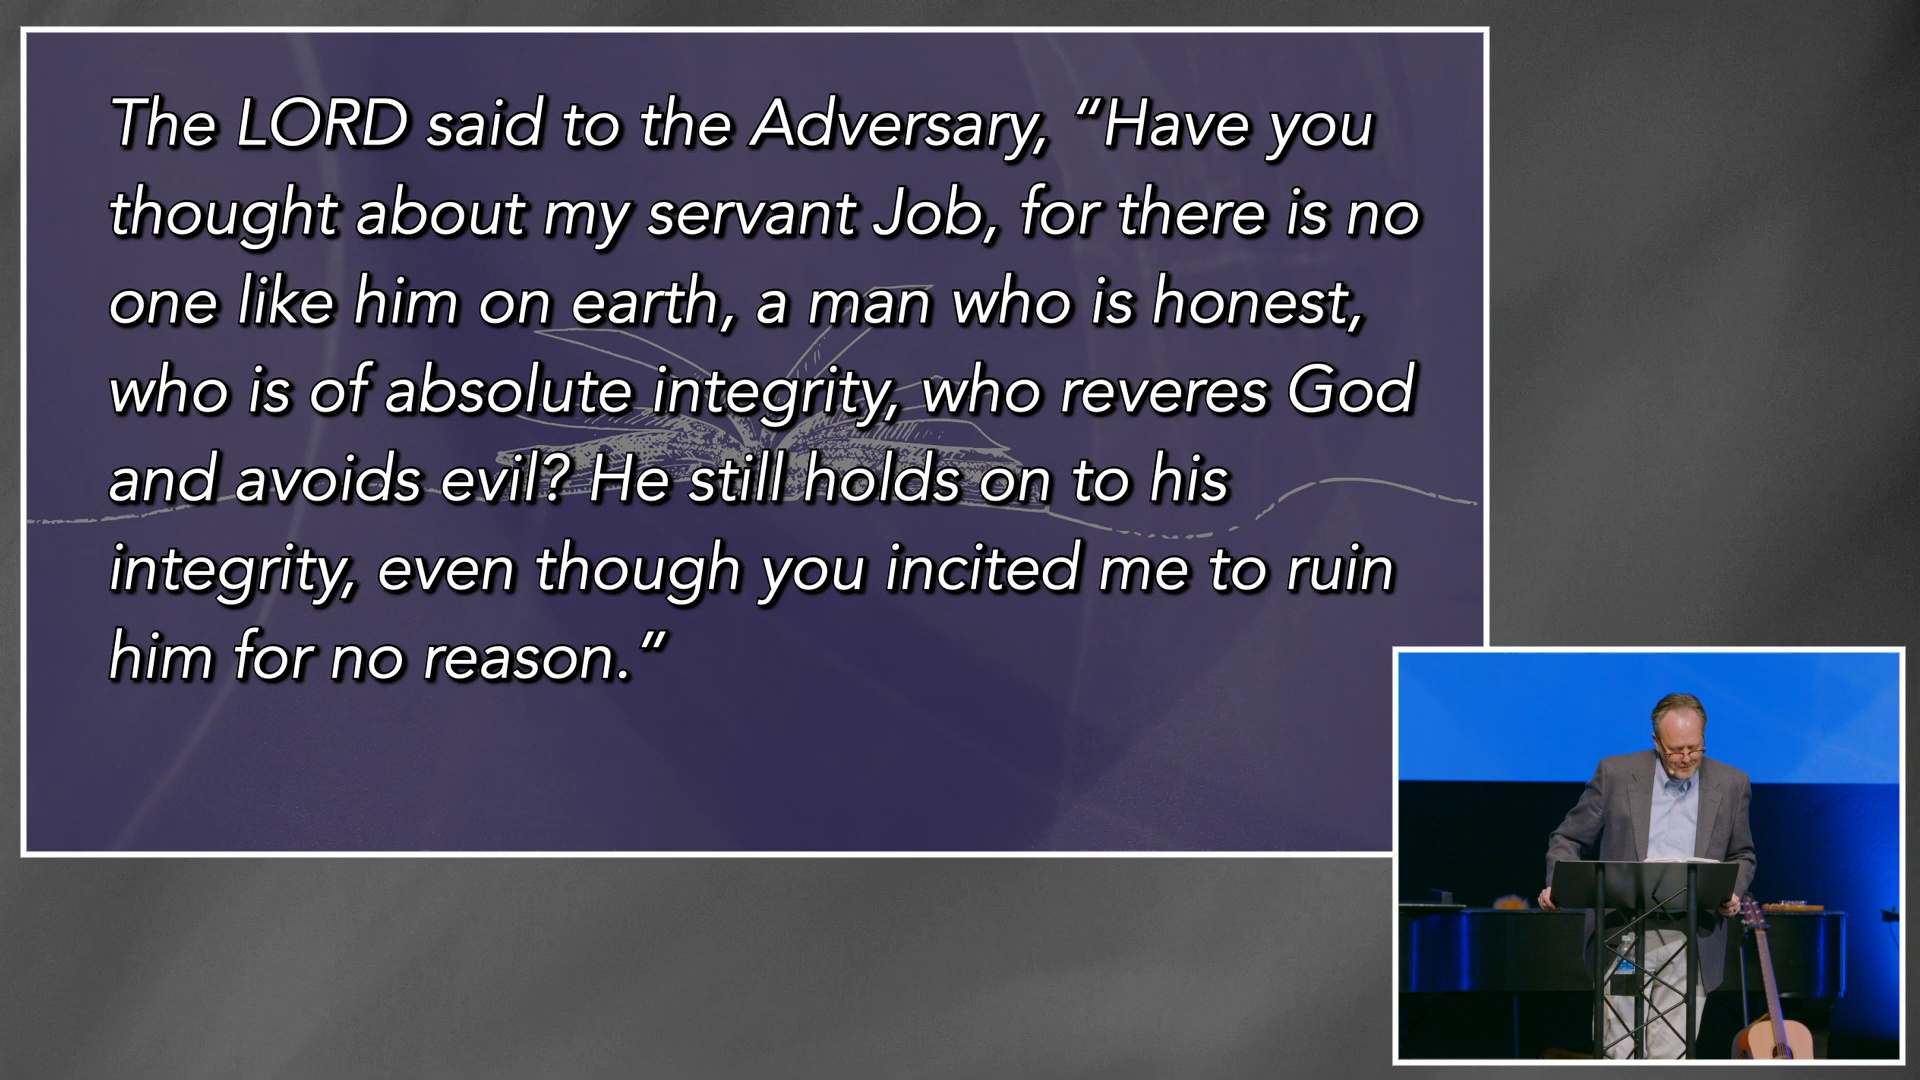 The LORD said to the Adversary, “Have you
thought about my servant Job, for there is no
one like him on earth, a man who is honest,
who is of absolute integrity, who reveres God
and avoids evil? He still holds on to his
integrity, even though you incited me to ruin
him for no reason.”